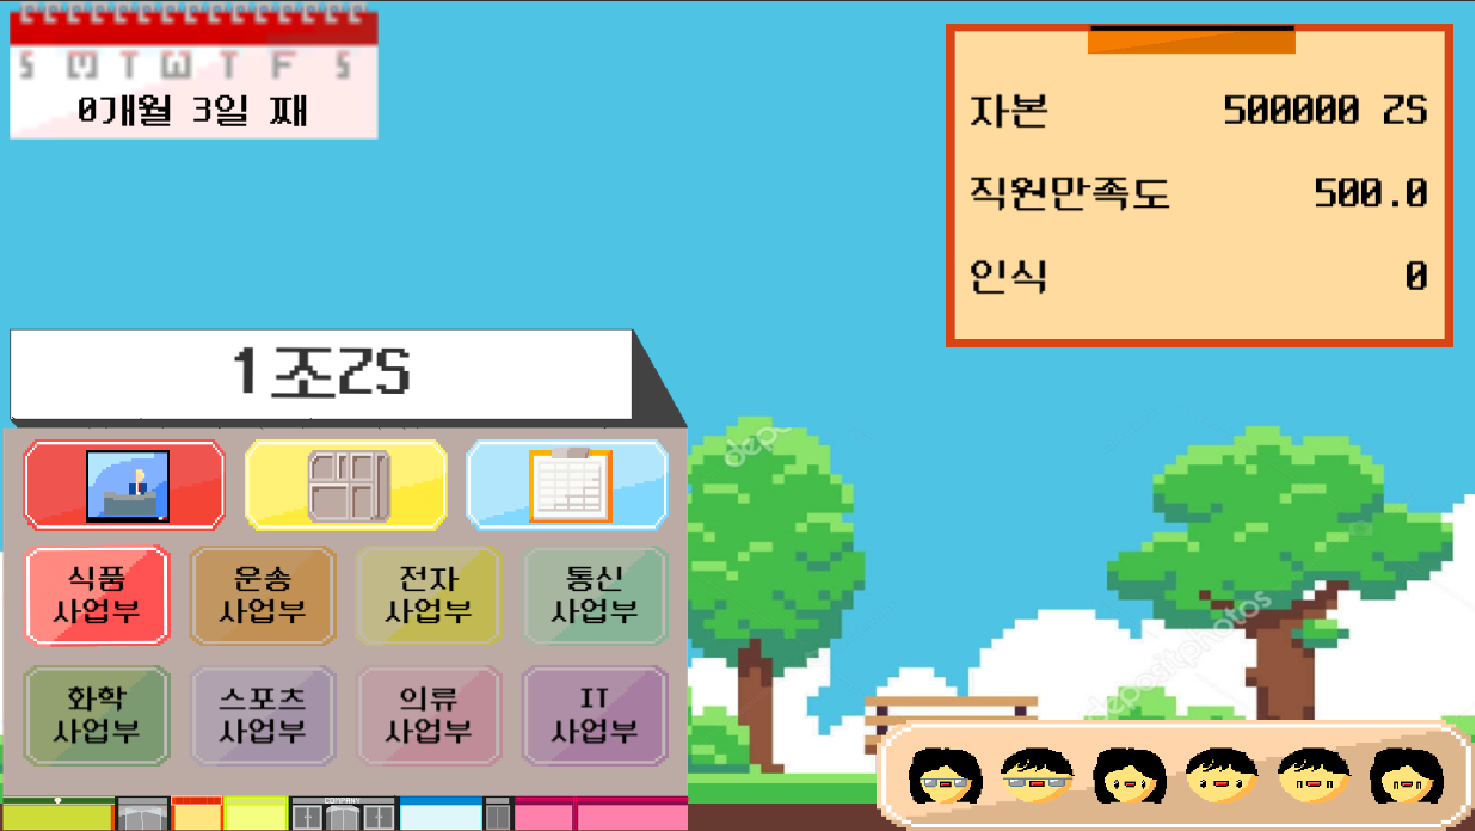 S M T W T F S
0개월 3일 째
자본 500000 ZS
직원만족도 500.0
인식 0
1조ZS
식품
사업부
운송
사업부
전자
사업부
통신
사업부
화학
사업부
스포츠
사업부
의류
사업부
IT
사업부
COMPANY
depo
depositphotos